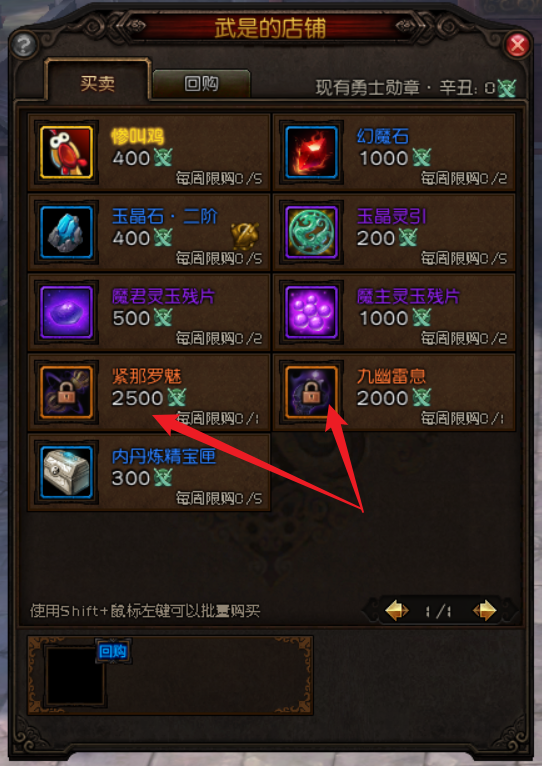 武是的店铺
买卖
回购
现有勇士勋章·辛丑: 0
惨叫鸡
400
每周限购0/5
幻魔石
1000
每周限购0/2
玉晶石·二阶
400
每周限购0/5
玉晶灵引
200
每周限购0/5
魔君灵玉残片
500
每周限购0/2
魔主灵玉残片
1000
每周限购0/2
紧那罗魅
2500
每周限购0/1
九幽雷息
2000
每周限购0/1
内丹炼精宝匣
300
每周限购0/5
使用Shift+鼠标左键可以批量购买
1/1
回购